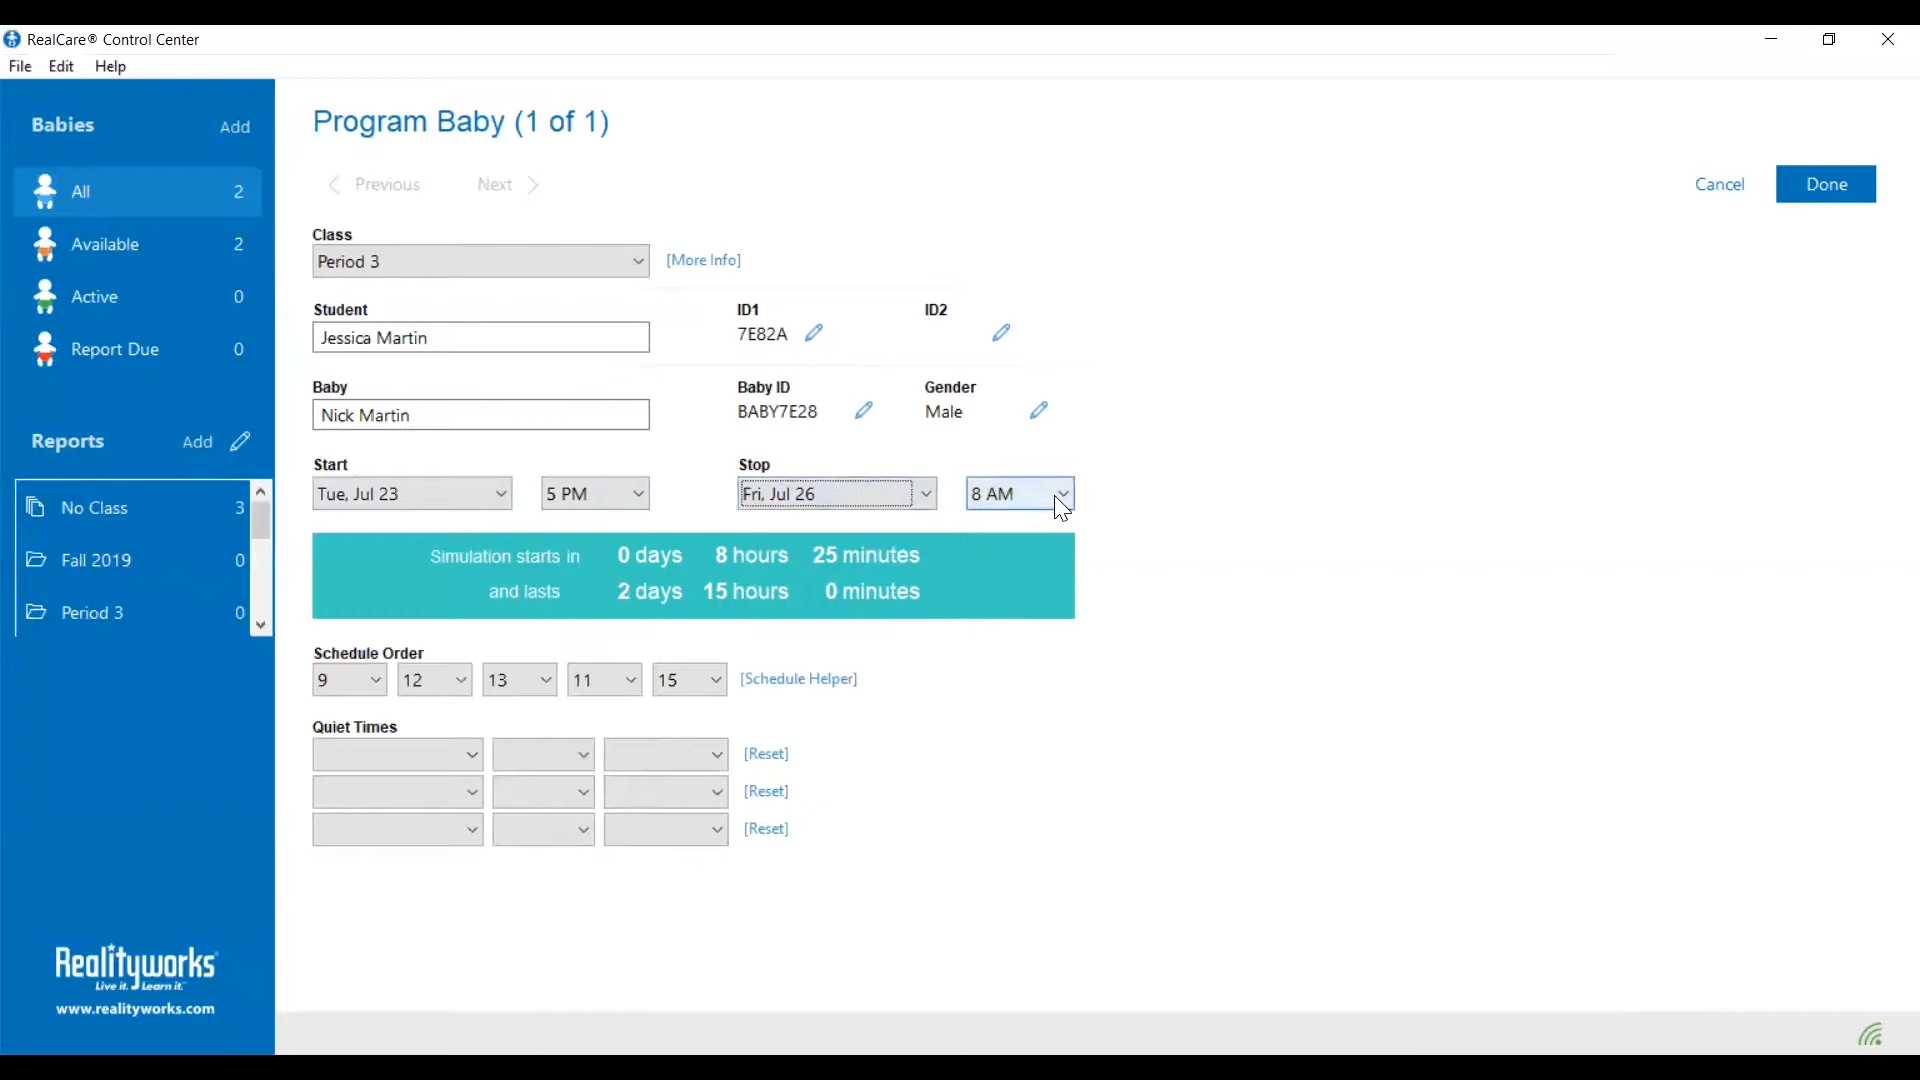 RealCare® Control Center
File Edit Help
Babies Add
All 2
Available 2
Active 0
Report Due 0
Reports Add
No Class 3
Fall 2019 0
Period 3 0
Realityworks
Live it. Learn it.™
www.realityworks.com
Program Baby (1 of 1)
Previous Next
Cancel Done
Class
Period 3 [More Info]
Student ID1 ID2
Jessica Martin 7E82A
Baby Baby ID Gender
Nick Martin BABY7E28 Male
Start Stop
Tue, Jul 23 5 PM Fri, Jul 26 8 AM
Simulation starts in 0 days 8 hours 25 minutes
and lasts 2 days 15 hours 0 minutes
Schedule Order
9 12 13 11 15 [Schedule Helper]
Quiet Times
[Reset]
[Reset]
[Reset]